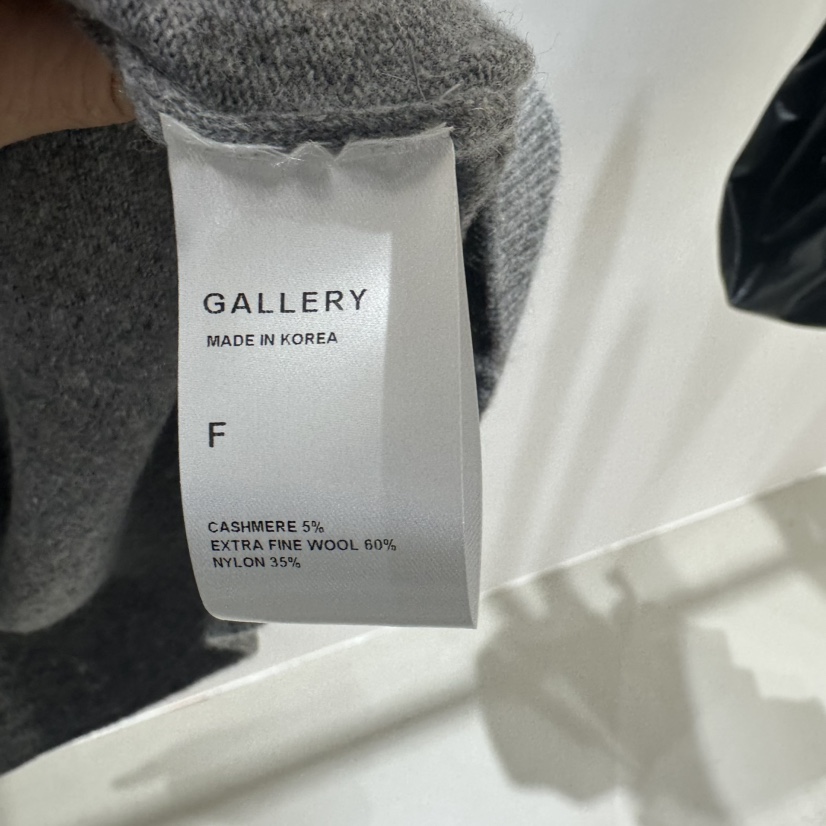 GALLERY
MADE IN KOREA
F
CASHMERE 5%
EXTRA FINE WOOL 60%
NYLON 35%